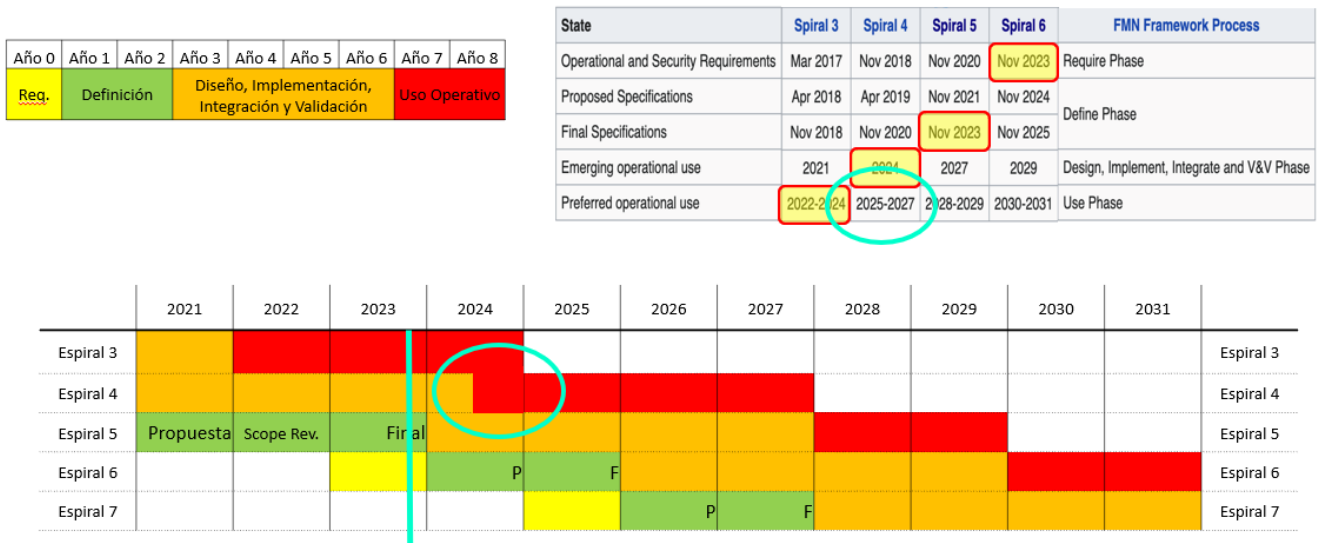 Año 0 Año 1 Año 2 Año 3 Año 4 Año 5 Año 6 Año 7 Año 8
Req. Definición Diseño, Implementación, Integración y Validación Uso Operativo
State Spiral 3 Spiral 4 Spiral 5 Spiral 6 FMN Framework Process
Operational and Security Requirements Mar 2017 Nov 2018 Nov 2020 Nov 2023 Require Phase
Proposed Specifications Apr 2018 Apr 2019 Nov 2021 Nov 2024
Define Phase
Final Specifications Nov 2018 Nov 2020 Nov 2023 Nov 2025
Emerging operational use 2021 2024 2027 2029 Design, Implement, Integrate and V&V Phase
Preferred operational use 2022-2024 2025-2027 2028-2029 2030-2031 Use Phase
2021 2022 2023 2024 2025 2026 2027 2028 2029 2030 2031
Espiral 3 Espiral 3
Espiral 4 Espiral 4
Espiral 5 Propuesta Scope Rev. Final Espiral 5
Espiral 6 P F Espiral 6
Espiral 7 P F Espiral 7